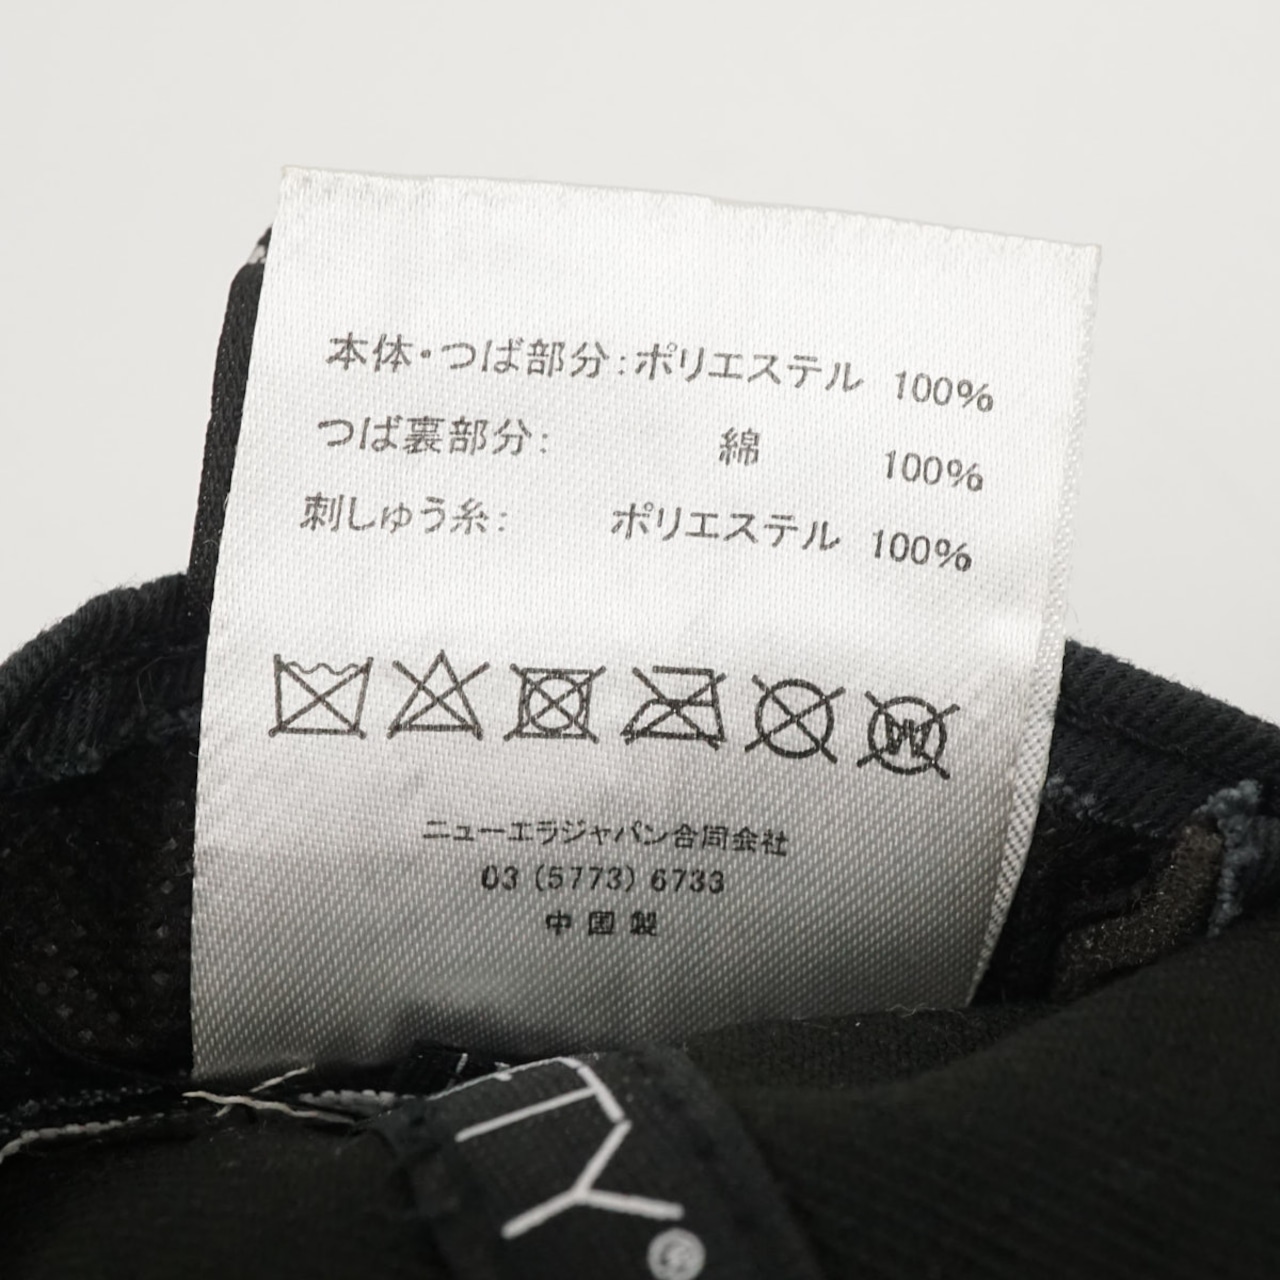 本体・つば部分：ポリエステル 100%
つば裏部分： 綿 100%
刺しゅう糸： ポリエステル 100%
W
ニューエラジャパン合同会社
03 (5773) 6733
中国製
TY®